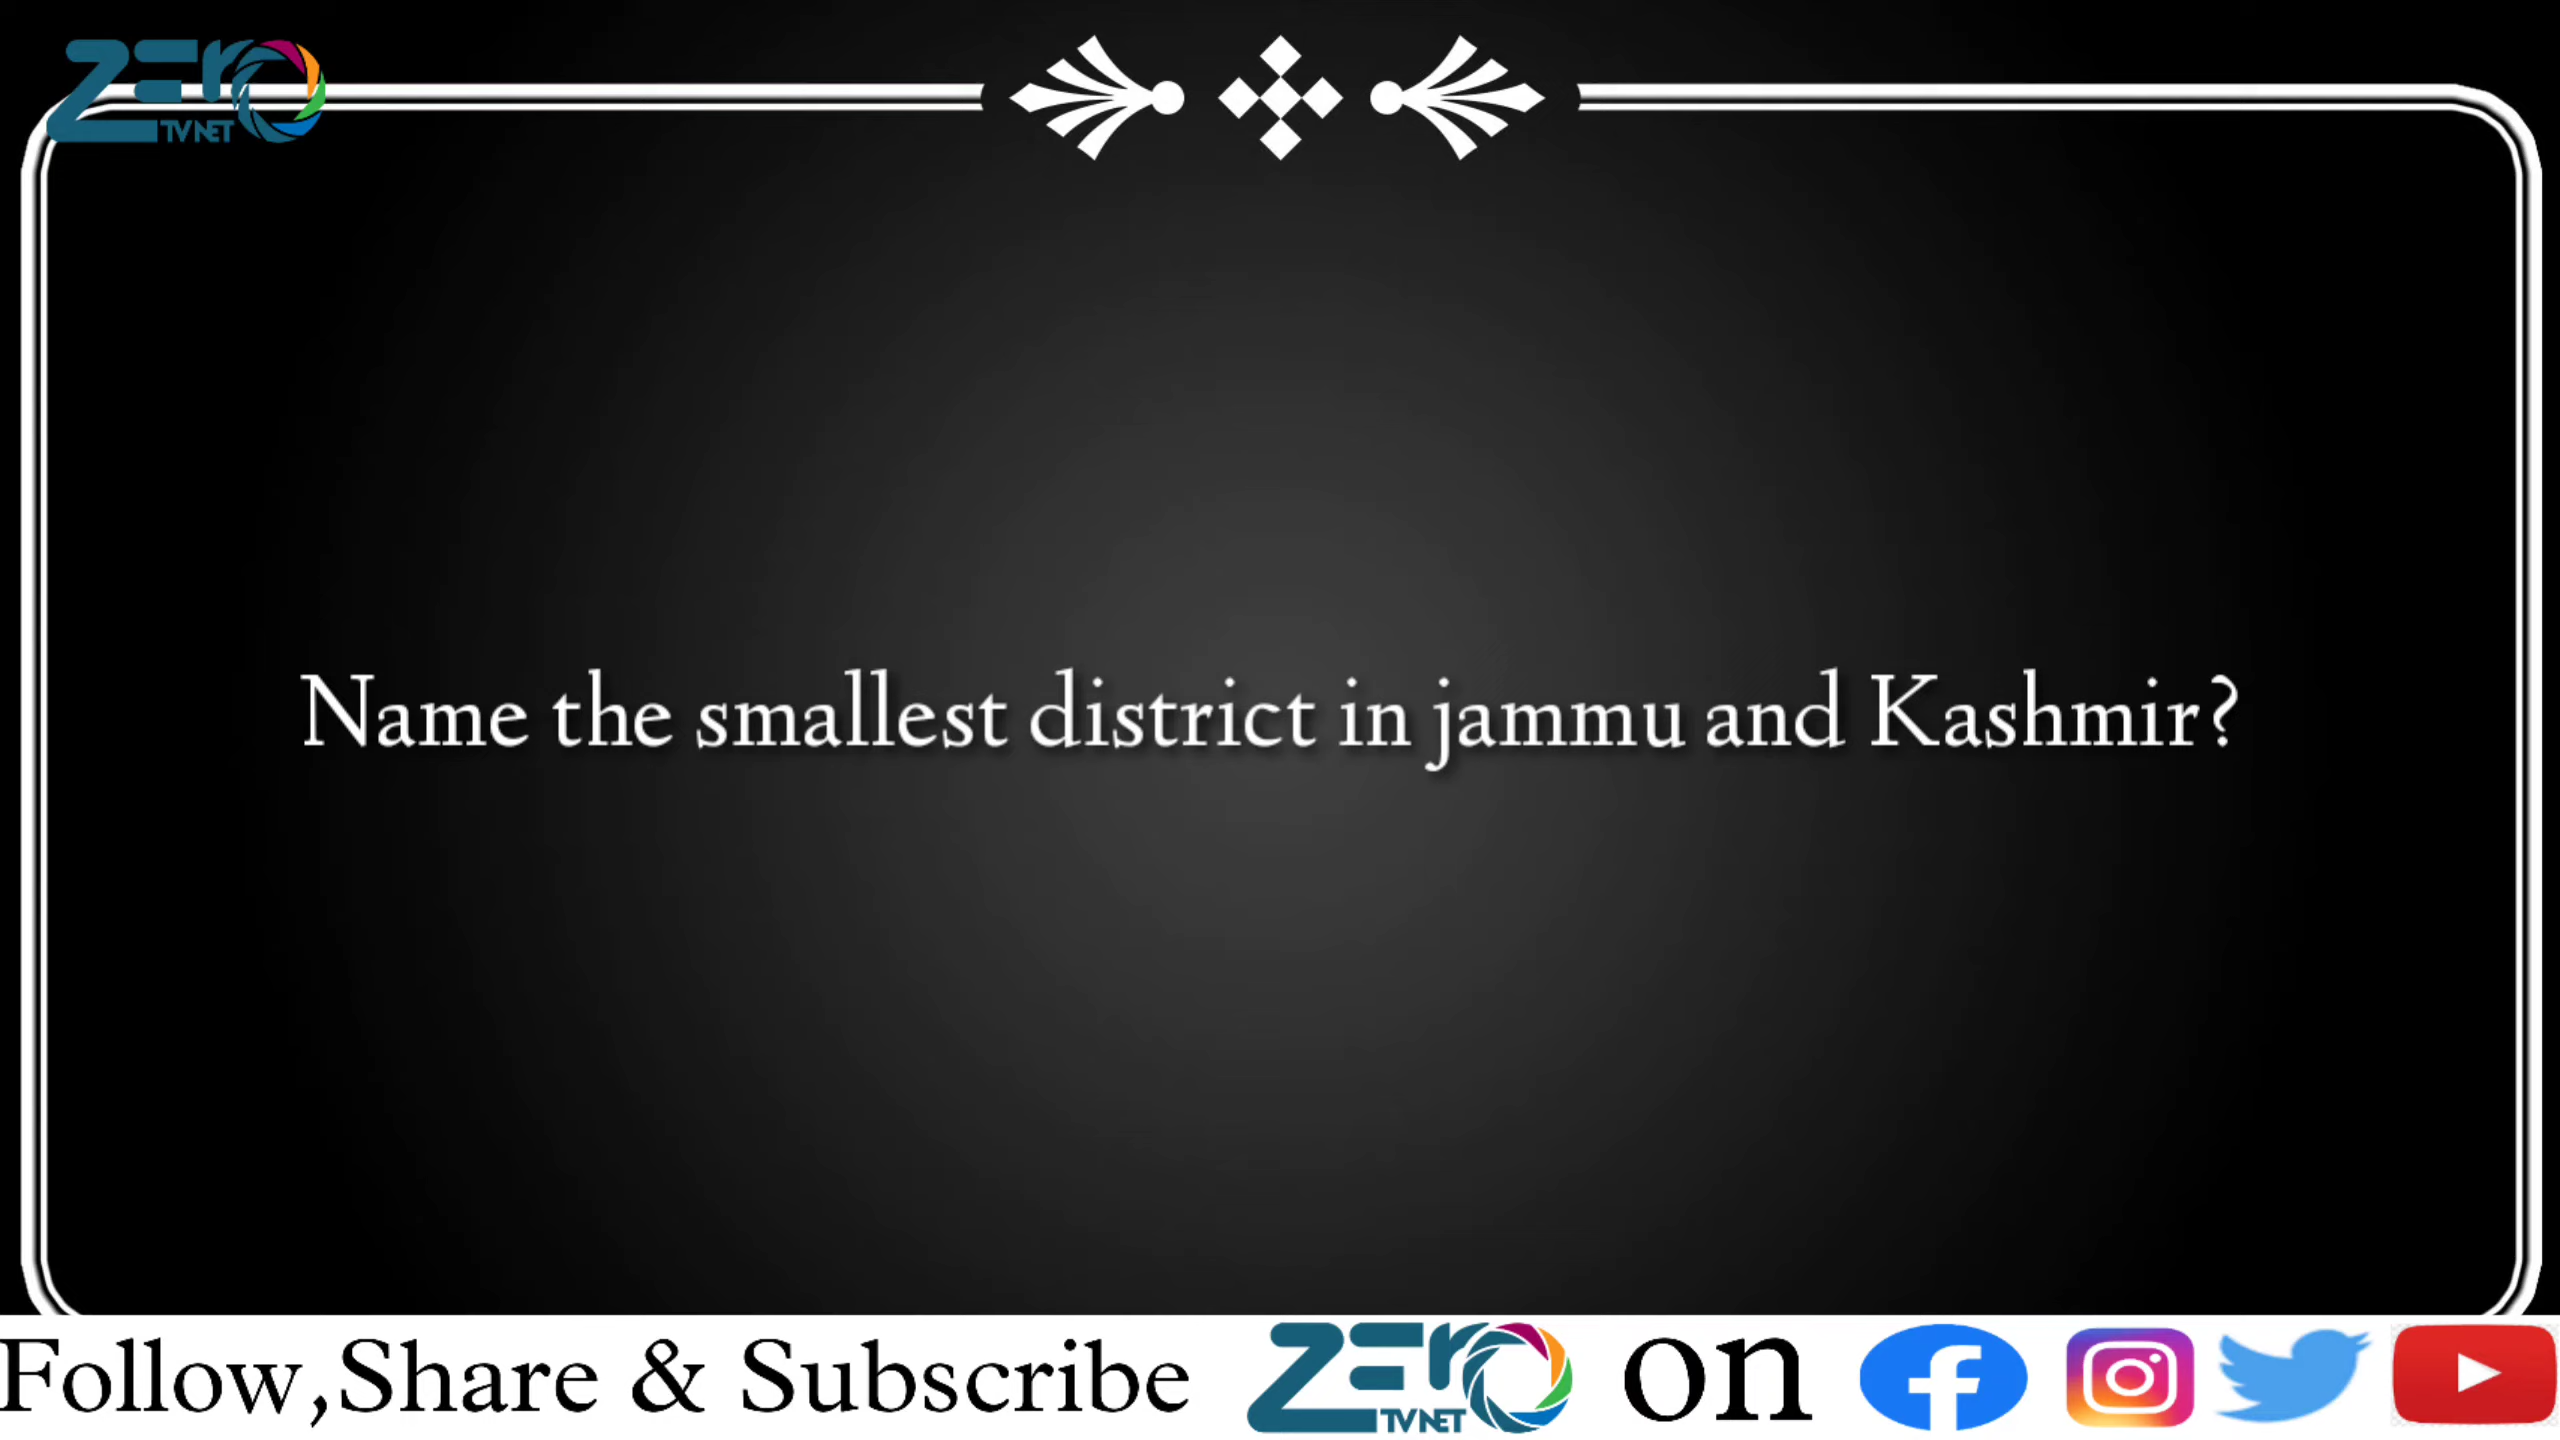 ZERO
TV NET
Name the smallest district in jammu and Kashmir?
Follow,Share & Subscribe ZERO TV NET on